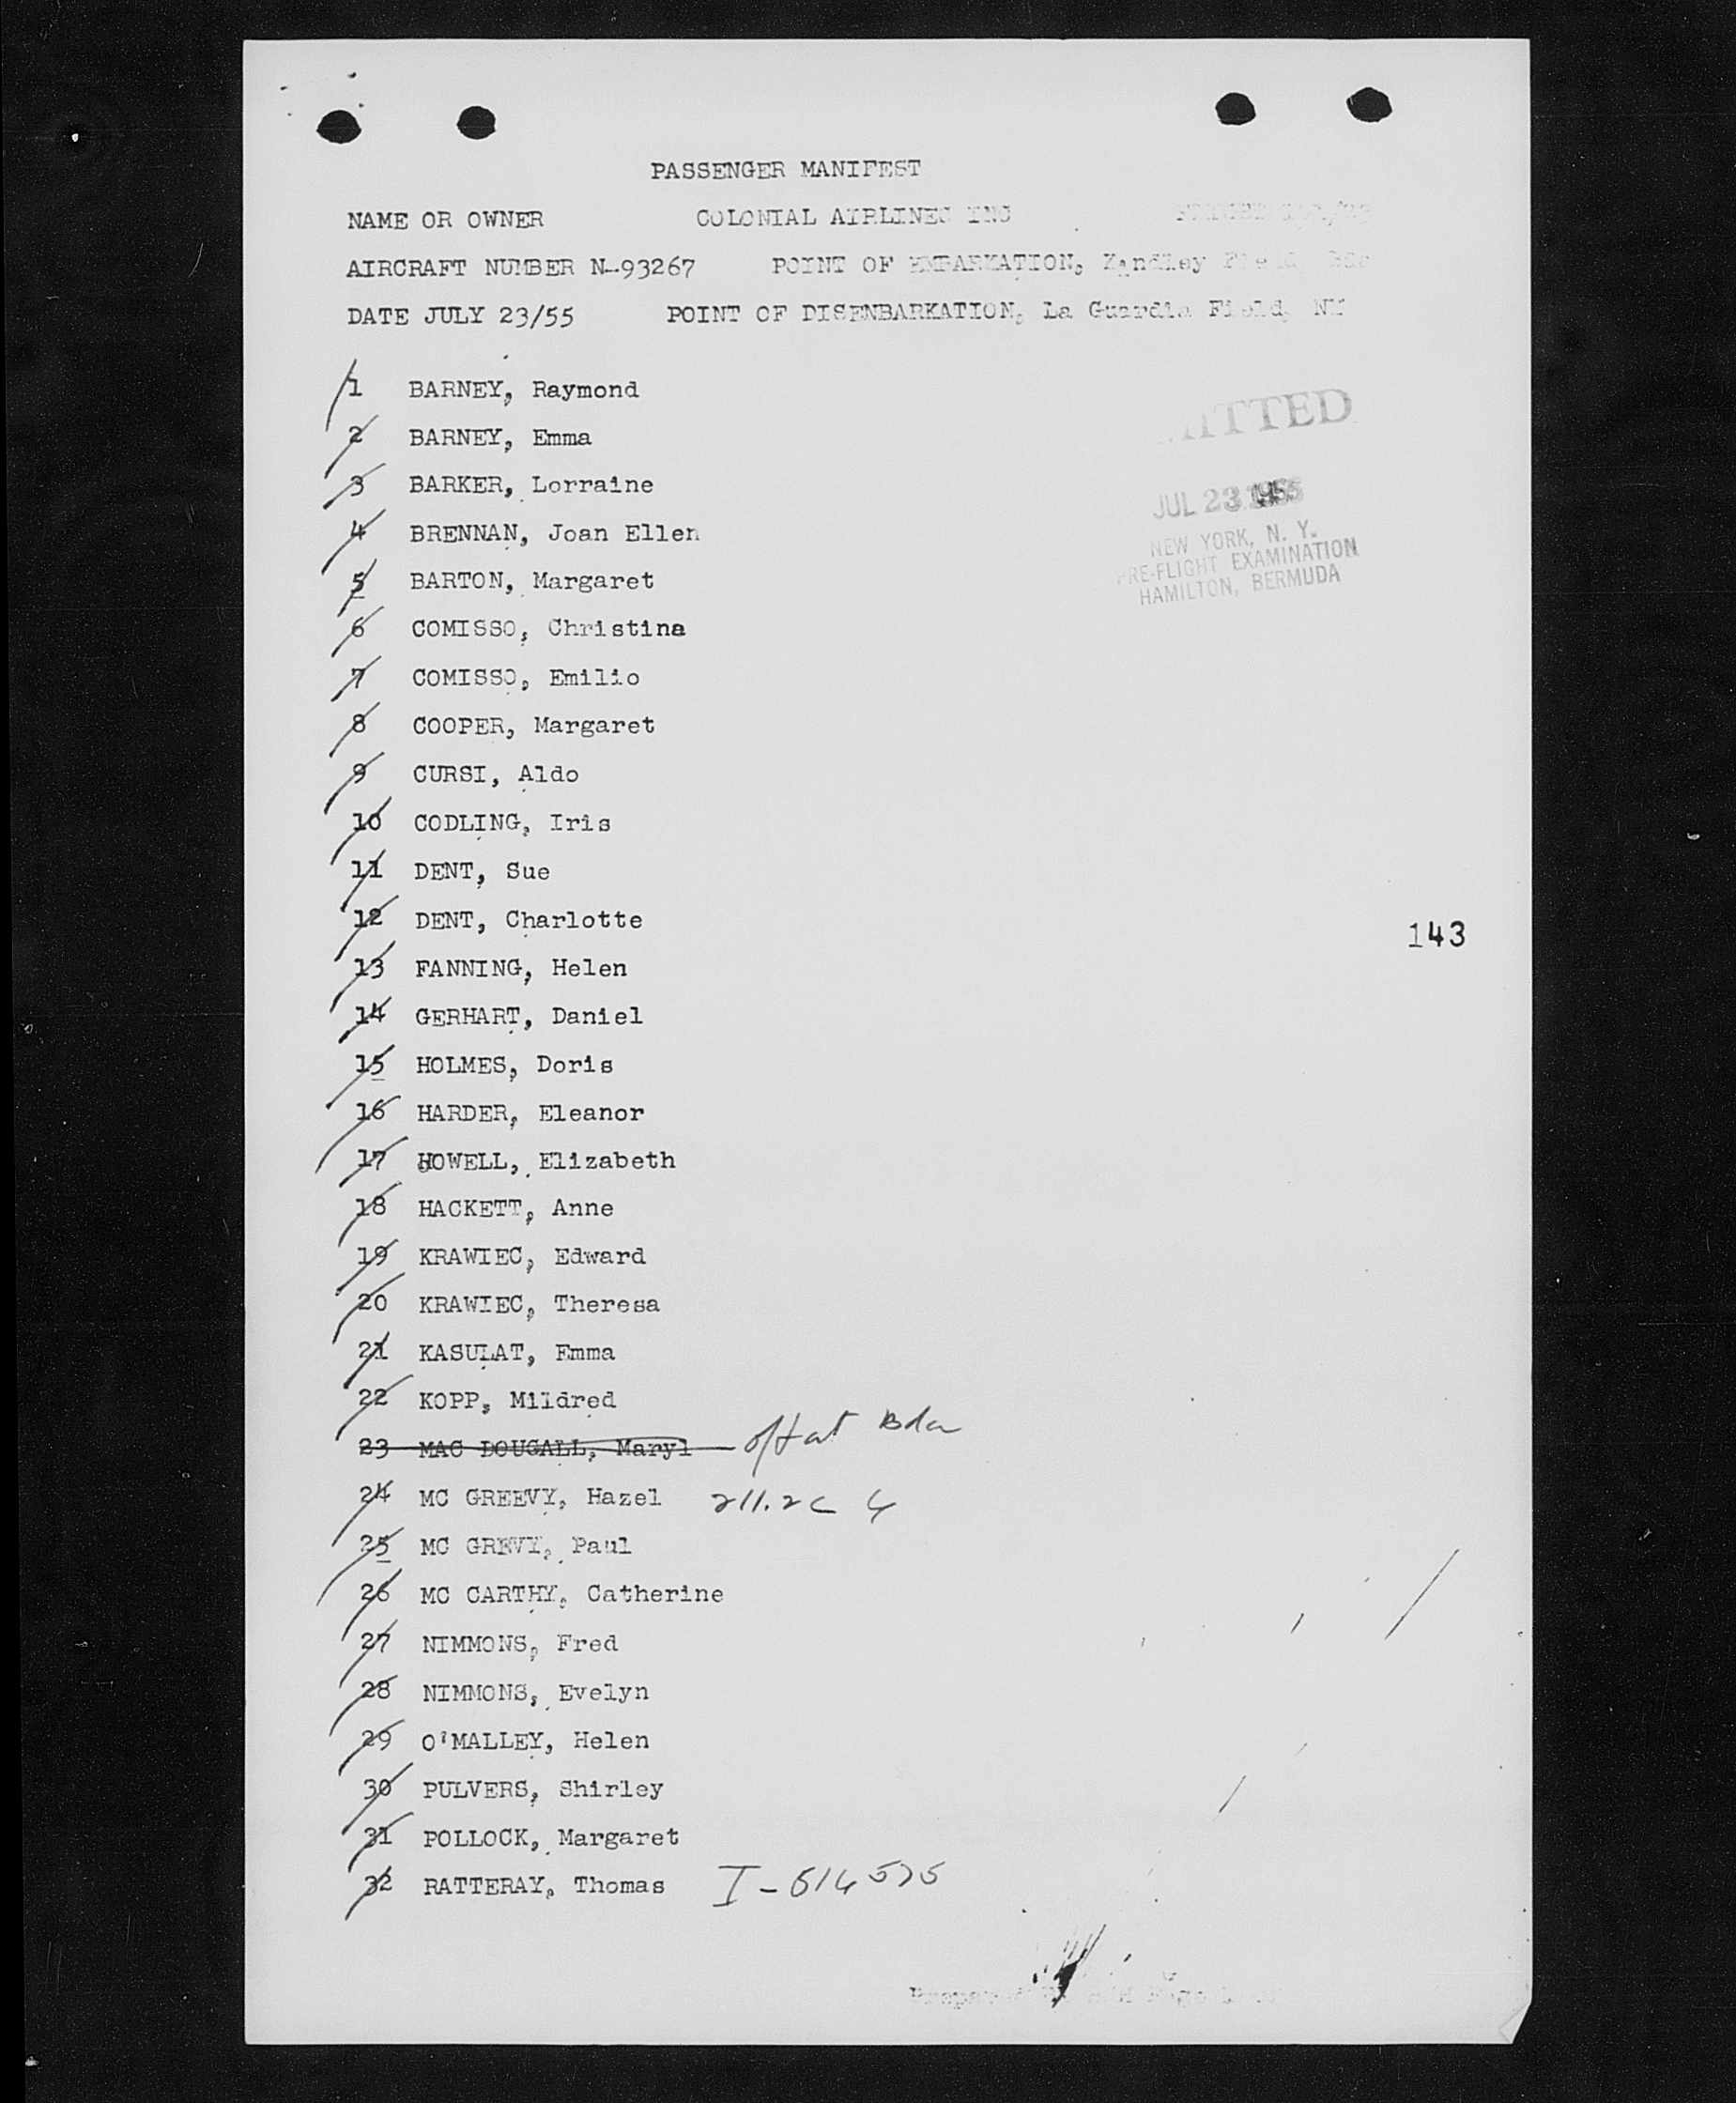 PASSENGER MANIFEST
NAME OR OWNER COLONIAL AIRLINES INC
AIRCRAFT NUMBER N-93267 POINT OF EMBARKATION, Kindley Field
DATE JULY 23/55 POINT OF DISENBARKATION, La Guardia Field, NY
1 BARNEY, Raymond
2 BARNEY, Emma
3 BARKER, Lorraine
4 BRENNAN, Joan Ellen
5 BARTON, Margaret
6 COMISSO, Christina
7 COMISSO, Emilio
8 COOPER, Margaret
9 CURSI, Aldo
10 CODLING, Iris
11 DENT, Sue
12 DENT, Charlotte
13 FANNING, Helen
14 GERHART, Daniel
15 HOLMES, Doris
16 HARDER, Eleanor
17 HOWELL, Elizabeth
18 HACKETT, Anne
19 KRAWIEC, Edward
20 KRAWIEC, Theresa
21 KASULAT, Emma
22 KOPP, Mildred
23 MAC DOUGALL, Maryl off at Bda
24 MC GREEVY, Hazel 211.2c
25 MC GREVY, Paul
26 MC CARTHY, Catherine
27 NIMMONS, Fred
28 NIMMONS, Evelyn
29 O'MALLEY, Helen
30 PULVERS, Shirley
31 POLLOCK, Margaret
32 RATTERAY, Thomas
JUL 23 1955
NEW YORK, N. Y.
PRE-FLIGHT EXAMINATION
HAMILTON, BERMUDA
143